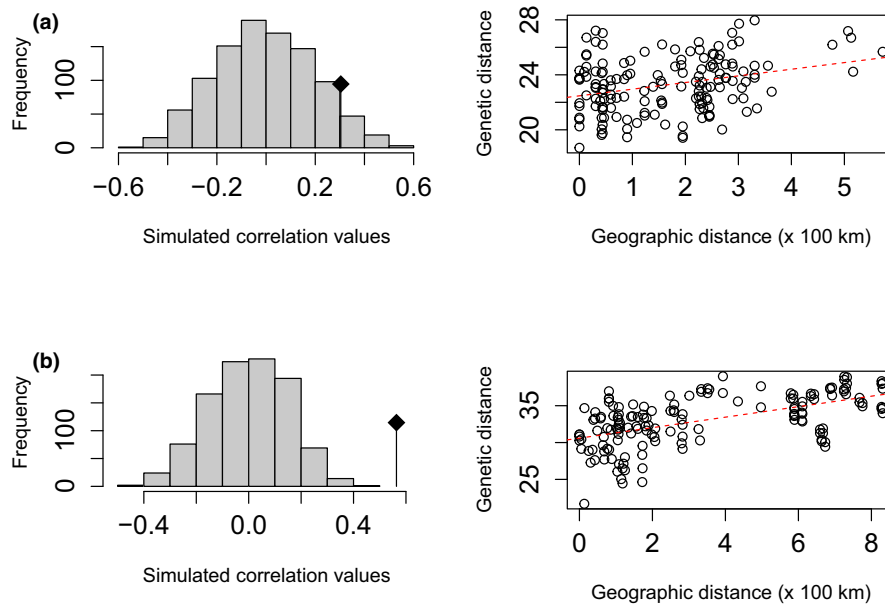 (a)
Frequency
0 100
−0.6 −0.2 0.2 0.6
Simulated correlation values
Genetic distance
20 24 28
0 1 2 3 4 5
Geographic distance (x 100 km)
(b)
Frequency
0 100
−0.4 0.0 0.4
Simulated correlation values
Genetic distance
25 35
0 2 4 6 8
Geographic distance (x 100 km)